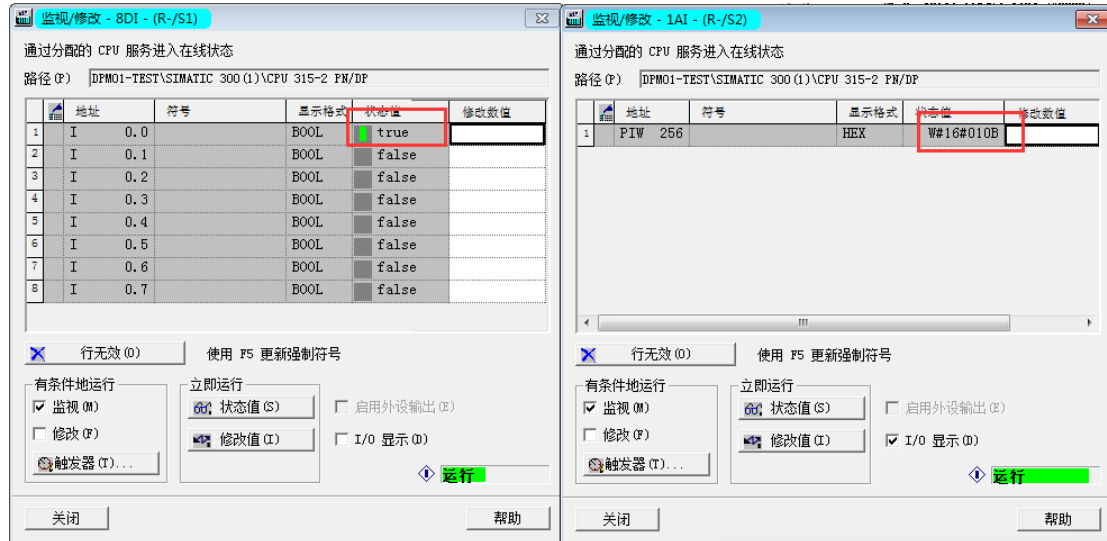 监视/修改 - 8DI - (R-/S1)
通过分配的 CPU 服务进入在线状态
路径(P) DPM01-TEST\SIMATIC 300(1)\CPU 315-2 PN/DP
地址 符号 显示格式 状态值 修改数值
1 I 0.0 BOOL true
2 I 0.1 BOOL false
3 I 0.2 BOOL false
4 I 0.3 BOOL false
5 I 0.4 BOOL false
6 I 0.5 BOOL false
7 I 0.6 BOOL false
8 I 0.7 BOOL false
行无效(O) 使用 F5 更新强制符号
有条件地运行 立即运行
监视(M) 状态值(S) 启用外设输出(E)
修改(F) 修改值(I) I/O 显示(D)
触发器(T)...
运行
关闭 帮助
监视/修改 - 1AI - (R-/S2)
通过分配的 CPU 服务进入在线状态
路径(P) DPM01-TEST\SIMATIC 300(1)\CPU 315-2 PN/DP
地址 符号 显示格式 状态值 修改数值
1 PIW 256 HEX W#16#010B
行无效(O) 使用 F5 更新强制符号
有条件地运行 立即运行
监视(M) 状态值(S) 启用外设输出(E)
修改(F) 修改值(I) I/O 显示(D)
触发器(T)...
运行
关闭 帮助